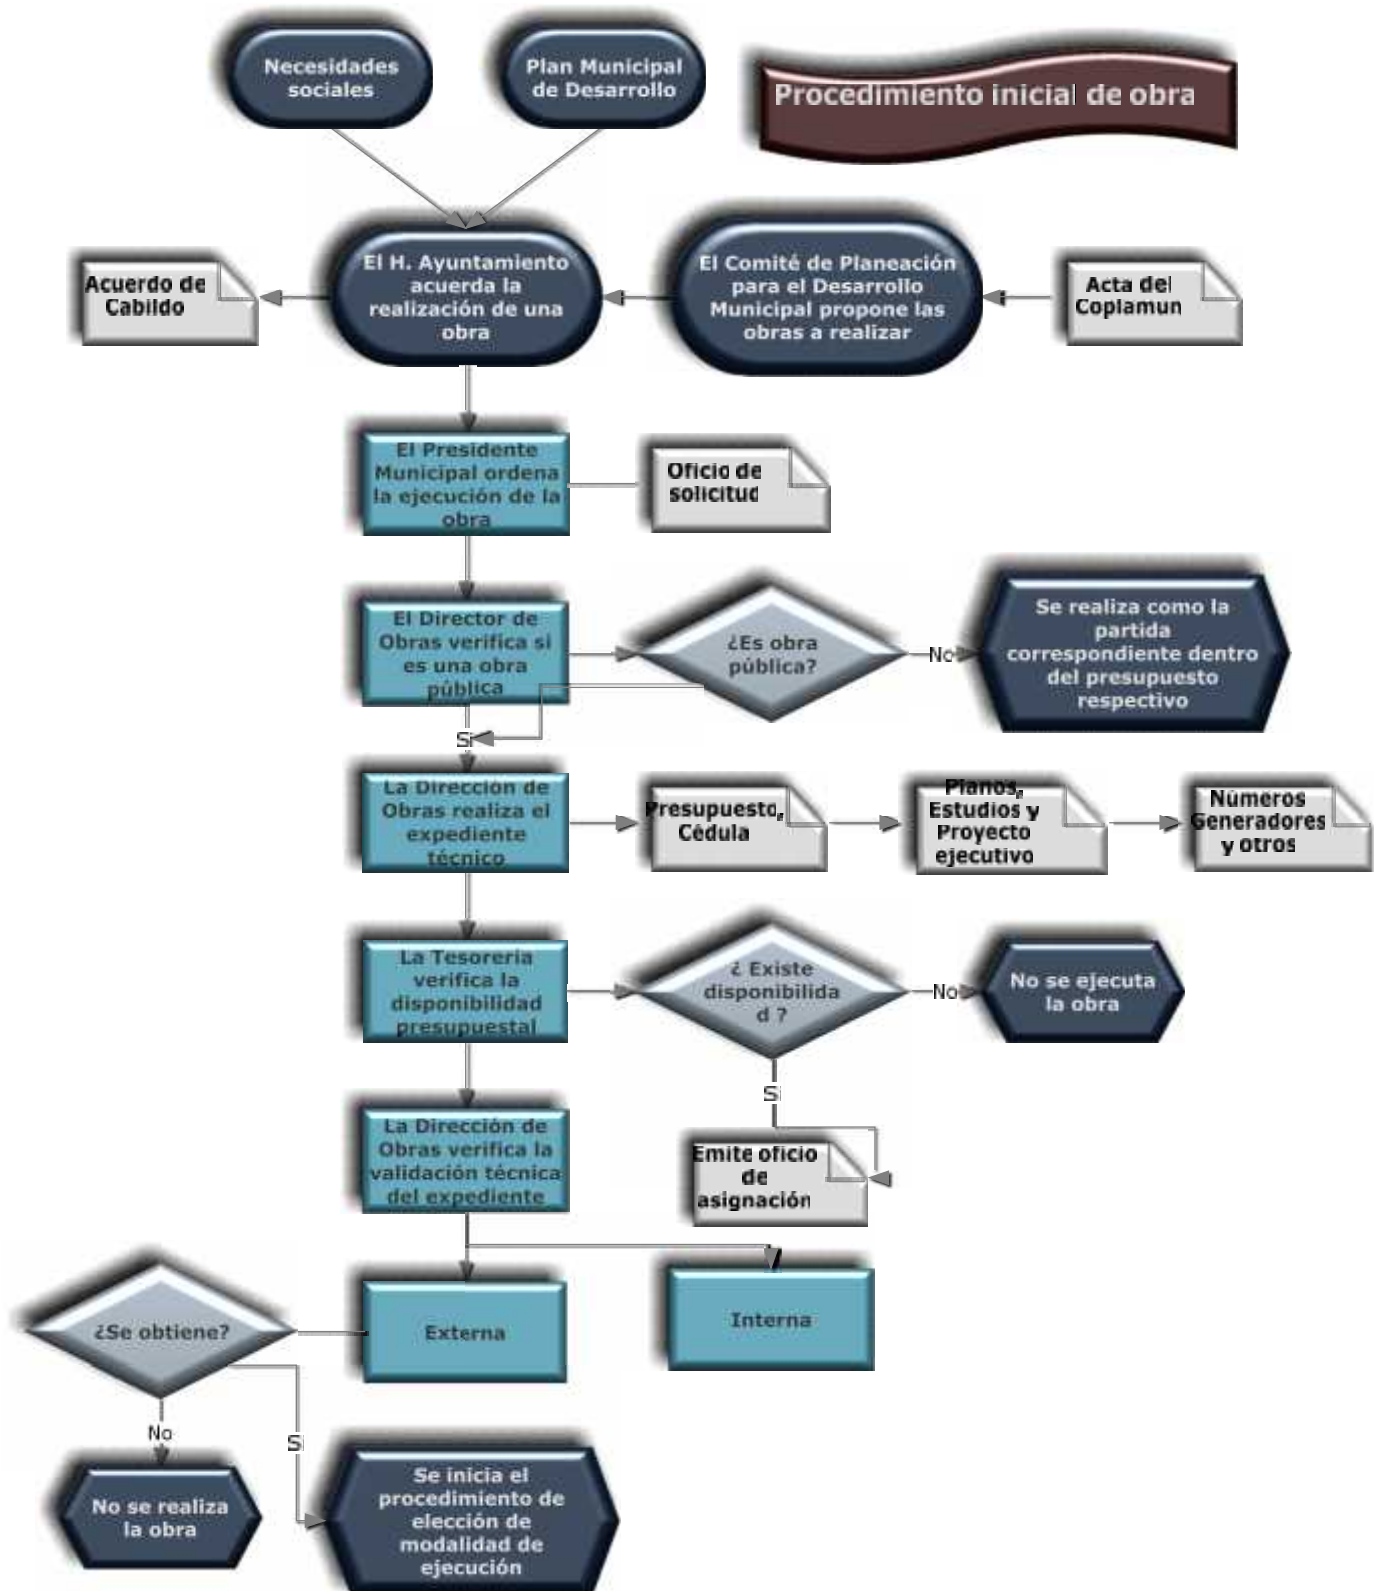 Necesidades
sociales
Plan Municipal
de Desarrollo
Procedimiento inicial de obra
Acuerdo de
Cabildo
El H. Ayuntamiento
acuerda la
realización de una
obra
El Comité de Planeación
para el Desarrollo
Municipal propone las
obras a realizar
Acta del
Coplamun
El Presidente
Municipal ordena
la ejecución de la
obra
Oficio de
solicitud
El Director de
Obras verifica si
es una obra
pública
¿Es obra
pública?
No
Se realiza como la
partida
correspondiente dentro
del presupuesto
respectivo
Si
La Dirección de
Obras realiza el
expediente
técnico
Presupuesto,
Cédula
Planos,
Estudios y
Proyecto
ejecutivo
Números
Generadores
y otros
La Tesorería
verifica la
disponibilidad
presupuestal
¿ Existe
disponibilida
d ?
No
No se ejecuta
la obra
Si
La Dirección de
Obras verifica la
validación técnica
del expediente
Emite oficio
de
asignación
¿Se obtiene?
Externa
Interna
No
Si
No se realiza
la obra
Se inicia el
procedimiento de
elección de
modalidad de
ejecución